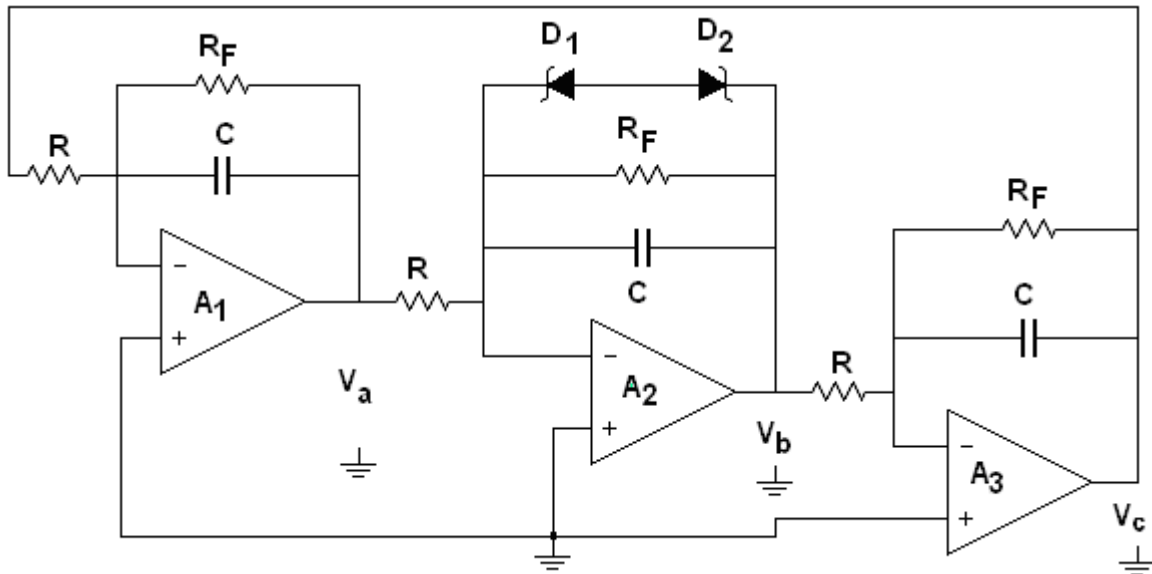 D1 D2
RF
C
R
RF
C
RF
C
R
R
-
+
A1
-
+
A2
-
+
A3
Va
Vb
Vc